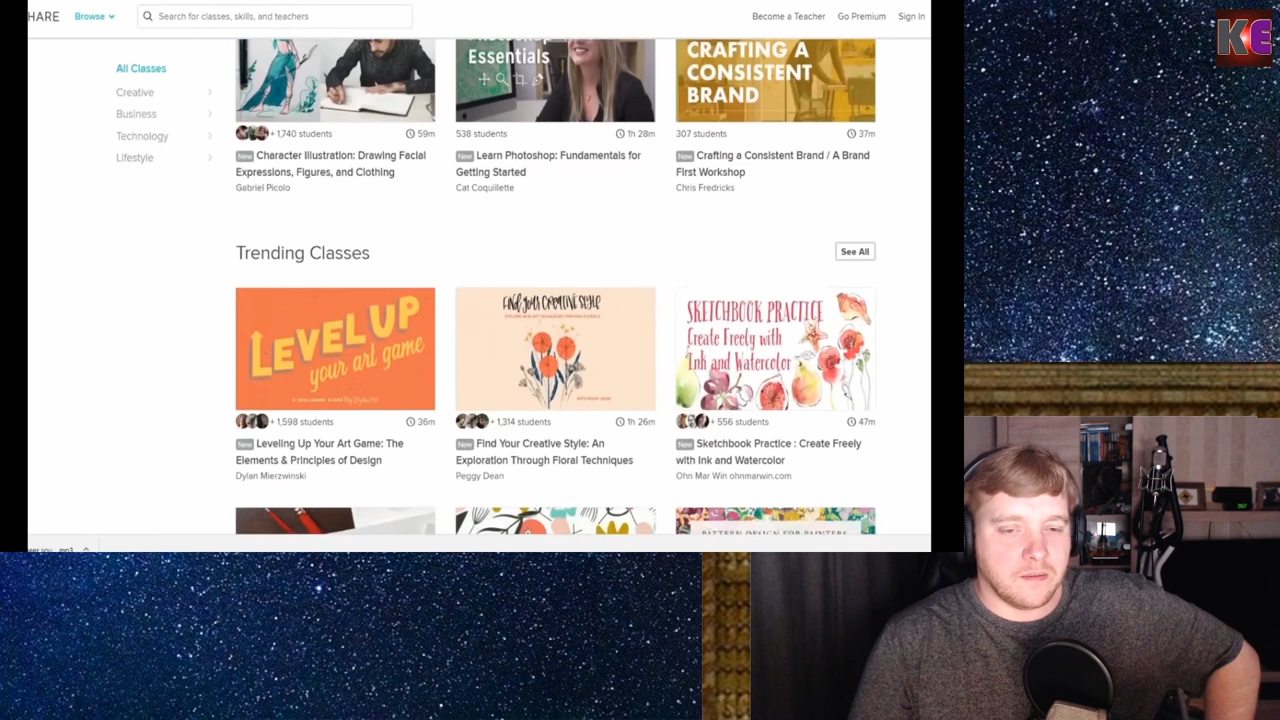 HARE
Browse
Search for classes, skills, and teachers
Become a Teacher
Go Premium
Sign In
KE
All Classes
Creative
Business
Technology
Lifestyle
Essentials
CRAFTING A
CONSISTENT
BRAND
+ 1,740 students
59m
538 students
1h 28m
307 students
37m
New Character Illustration: Drawing Facial
Expressions, Figures, and Clothing
Gabriel Picolo
New Learn Photoshop: Fundamentals for
Getting Started
Cat Coquillette
New Crafting a Consistent Brand / A Brand
First Workshop
Chris Fredricks
Trending Classes
See All
LEVEL UP
your art game
FIND your CREATIVE STYLE
SKETCHBOOK PRACTICE
Create Freely with
Ink and Watercolor
+ 1,598 students
36m
+ 1,314 students
1h 26m
+ 556 students
47m
New Leveling Up Your Art Game: The
Elements & Principles of Design
Dylan Mierzwinski
New Find Your Creative Style: An
Exploration Through Floral Techniques
Peggy Dean
New Sketchbook Practice : Create Freely
with Ink and Watercolor
Ohn Mar Win ohnmarwin.com
PATTERN DESIGN FOR PAINTERS